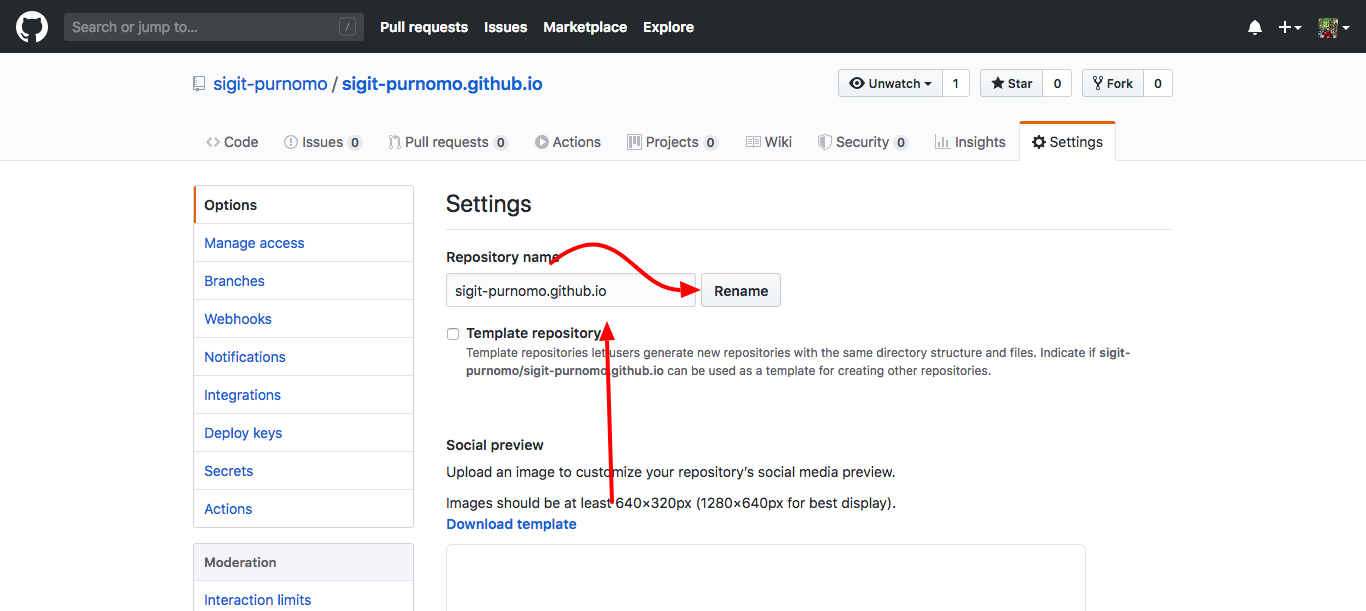 Search or jump to... /
Pull requests Issues Marketplace Explore
sigit-purnomo / sigit-purnomo.github.io
Unwatch 1 Star 0 Fork 0
Code Issues 0 Pull requests 0 Actions Projects 0 Wiki Security 0 Insights Settings
Options
Manage access
Branches
Webhooks
Notifications
Integrations
Deploy keys
Secrets
Actions
Moderation
Interaction limits
Settings
Repository name
sigit-purnomo.github.io Rename
Template repository
Template repositories let users generate new repositories with the same directory structure and files. Indicate if sigit-
purnomo/sigit-purnomo.github.io can be used as a template for creating other repositories.
Social preview
Upload an image to customize your repository’s social media preview.
Images should be at least 640×320px (1280×640px for best display).
Download template